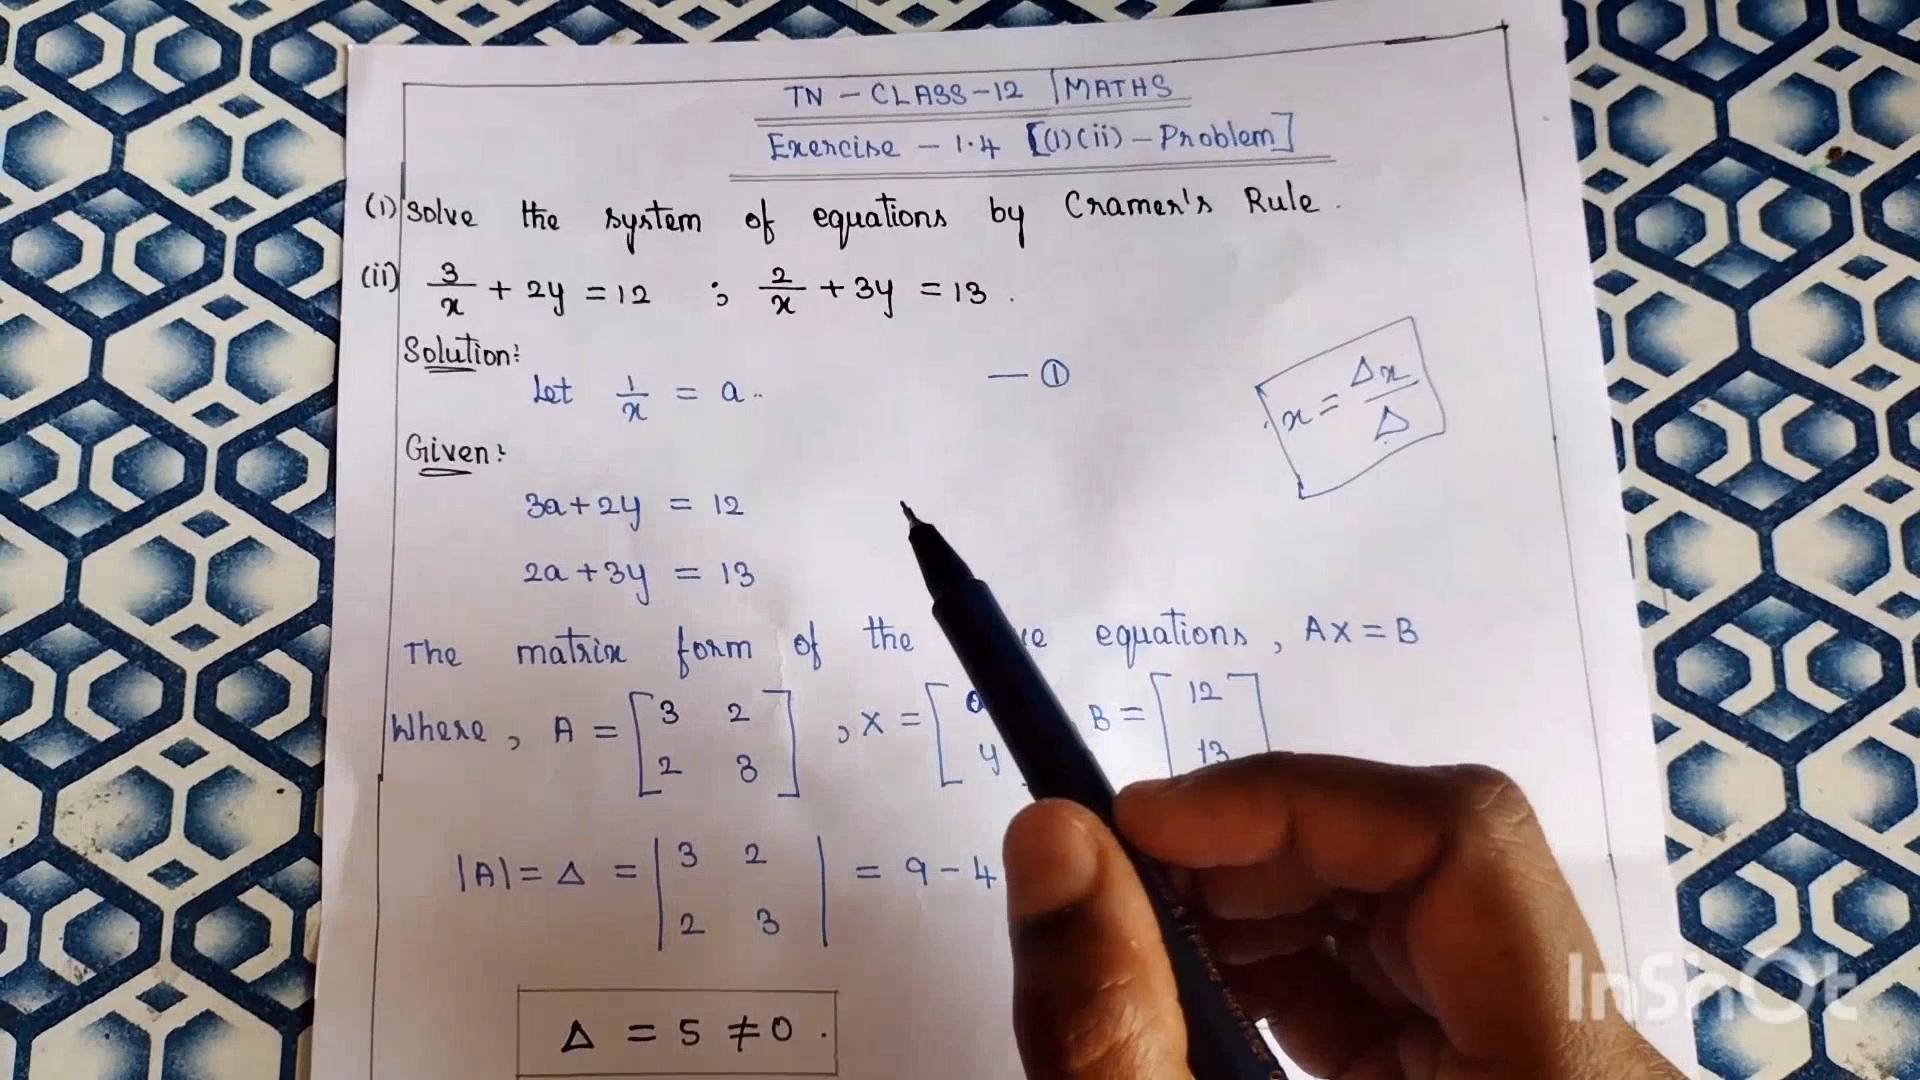 TN - CLASS-12 | MATHS
Exercise - 1.4 [(1)(ii) - Problem]
(1) Solve the system of equations by Cramer's Rule.
(ii) 3/x + 2y = 12 ; 2/x + 3y = 13.
Solution:
Let 1/x = a.. — ①
x = Δx/Δ
Given:
3a + 2y = 12
2a + 3y = 13
The matrix form of the equations, AX = B
Where, A = [3 2
2 3] , X = [
y B = [12
13
|A| = Δ = |3 2
2 3| = 9 - 4
Δ = 5 ≠ 0.
InShOt